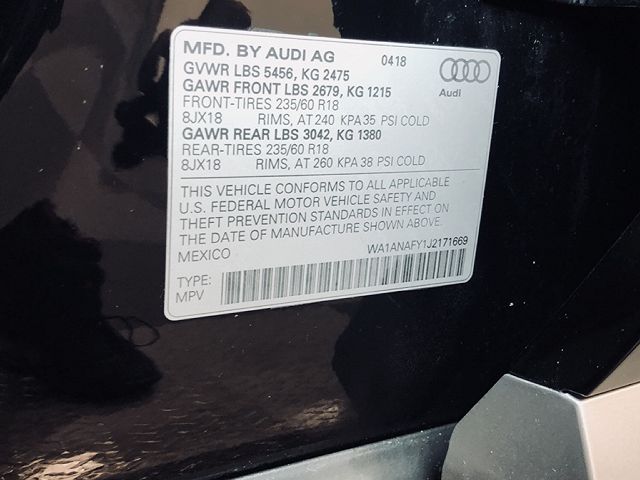 MFD. BY AUDI AG 0418
GVWR LBS 5456, KG 2475
GAWR FRONT LBS 2679, KG 1215
FRONT-TIRES 235/60 R18
8JX18 RIMS, AT 240 KPA 35 PSI COLD
GAWR REAR LBS 3042, KG 1380
REAR-TIRES 235/60 R18
8JX18 RIMS, AT 260 KPA 38 PSI COLD
Audi
THIS VEHICLE CONFORMS TO ALL APPLICABLE
U.S. FEDERAL MOTOR VEHICLE SAFETY AND
THEFT PREVENTION STANDARDS IN EFFECT ON
THE DATE OF MANUFACTURE SHOWN ABOVE.
MEXICO WA1ANAFY1J2171669
TYPE:
MPV